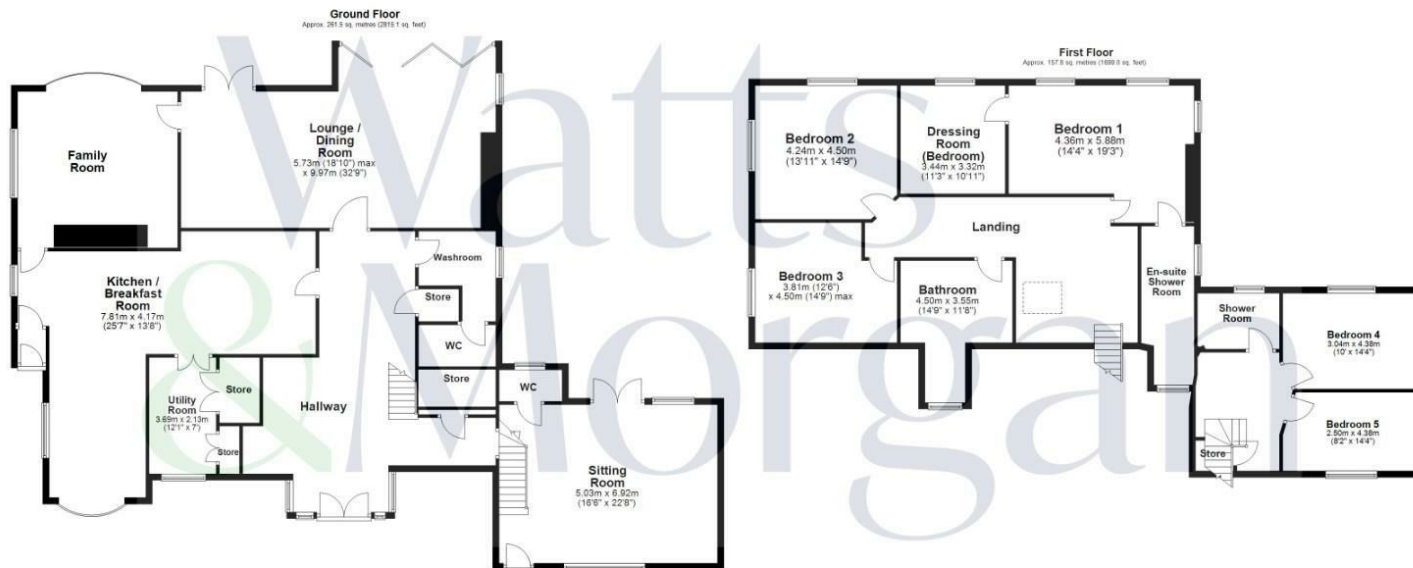 Ground Floor
Approx. 261.5 sq. metres (2815.1 sq. feet)
Family
Room
Lounge /
Dining
Room
5.73m (18'10") max
x 9.97m (32'9")
Kitchen /
Breakfast
Room
7.81m x 4.17m
(25'7" x 13'8")
Washroom
Store
WC
Store
WC
Utility
Room
3.69m x 2.13m
(12'1" x 7')
Store
Store
Hallway
Sitting
Room
5.03m x 6.92m
(16'6" x 22'8")
First Floor
Approx. 157.8 sq. metres (1699.0 sq. feet)
Bedroom 2
4.24m x 4.50m
(13'11" x 14'9")
Dressing
Room
(Bedroom)
3.44m x 3.32m
(11'3" x 10'11")
Bedroom 1
4.36m x 5.88m
(14'4" x 19'3")
Landing
Bedroom 3
3.81m (12'6")
x 4.50m (14'9") max
Bathroom
4.50m x 3.55m
(14'9" x 11'8")
En-suite
Shower
Room
Shower
Room
Bedroom 4
3.04m x 4.38m
(10' x 14'4")
Bedroom 5
2.50m x 4.38m
(8'2" x 14'4")
Store
Watts
& Morgan